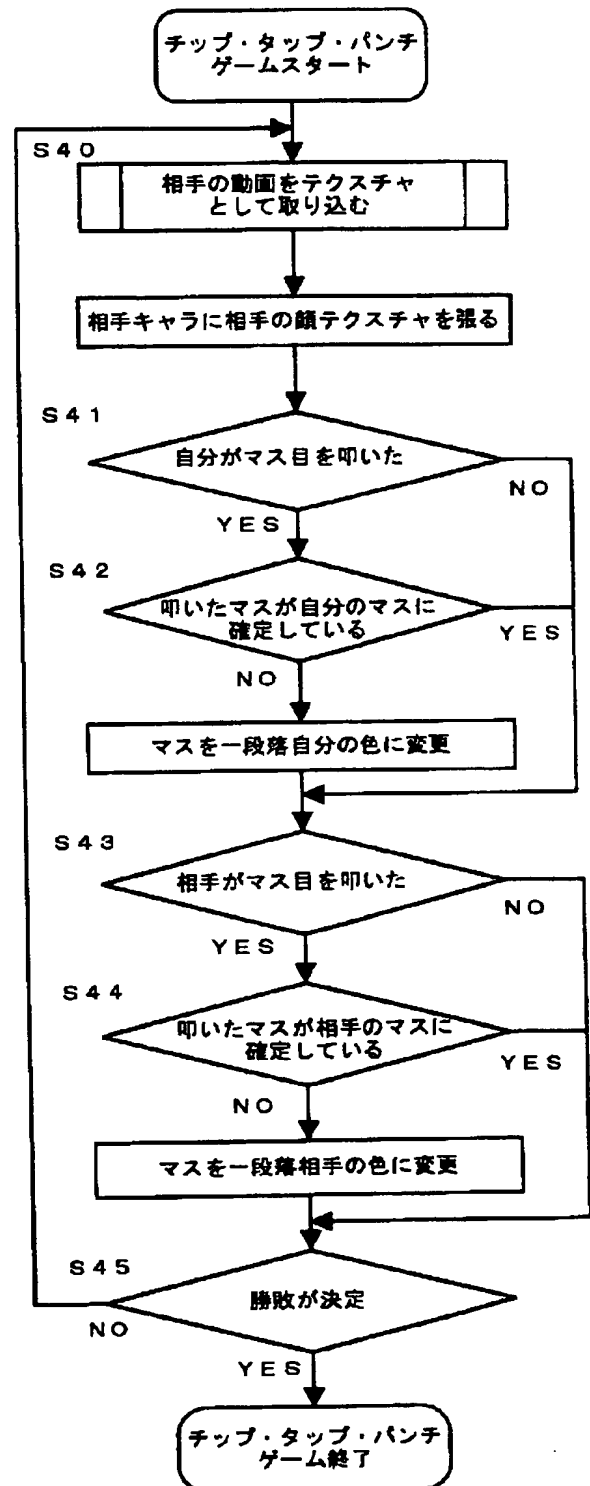 チップ・タップ・パンチ
ゲームスタート
S40
相手の動画をテクスチャ
として取り込む
相手キャラに相手の顔テクスチャを張る
S41
自分がマス目を叩いた
NO
YES
S42
叩いたマスが自分のマスに
確定している
YES
NO
マスを一段落自分の色に変更
S43
相手がマス目を叩いた
NO
YES
S44
叩いたマスが相手のマスに
確定している
YES
NO
マスを一段落相手の色に変更
S45
勝敗が決定
NO
YES
チップ・タップ・パンチ
ゲーム終了